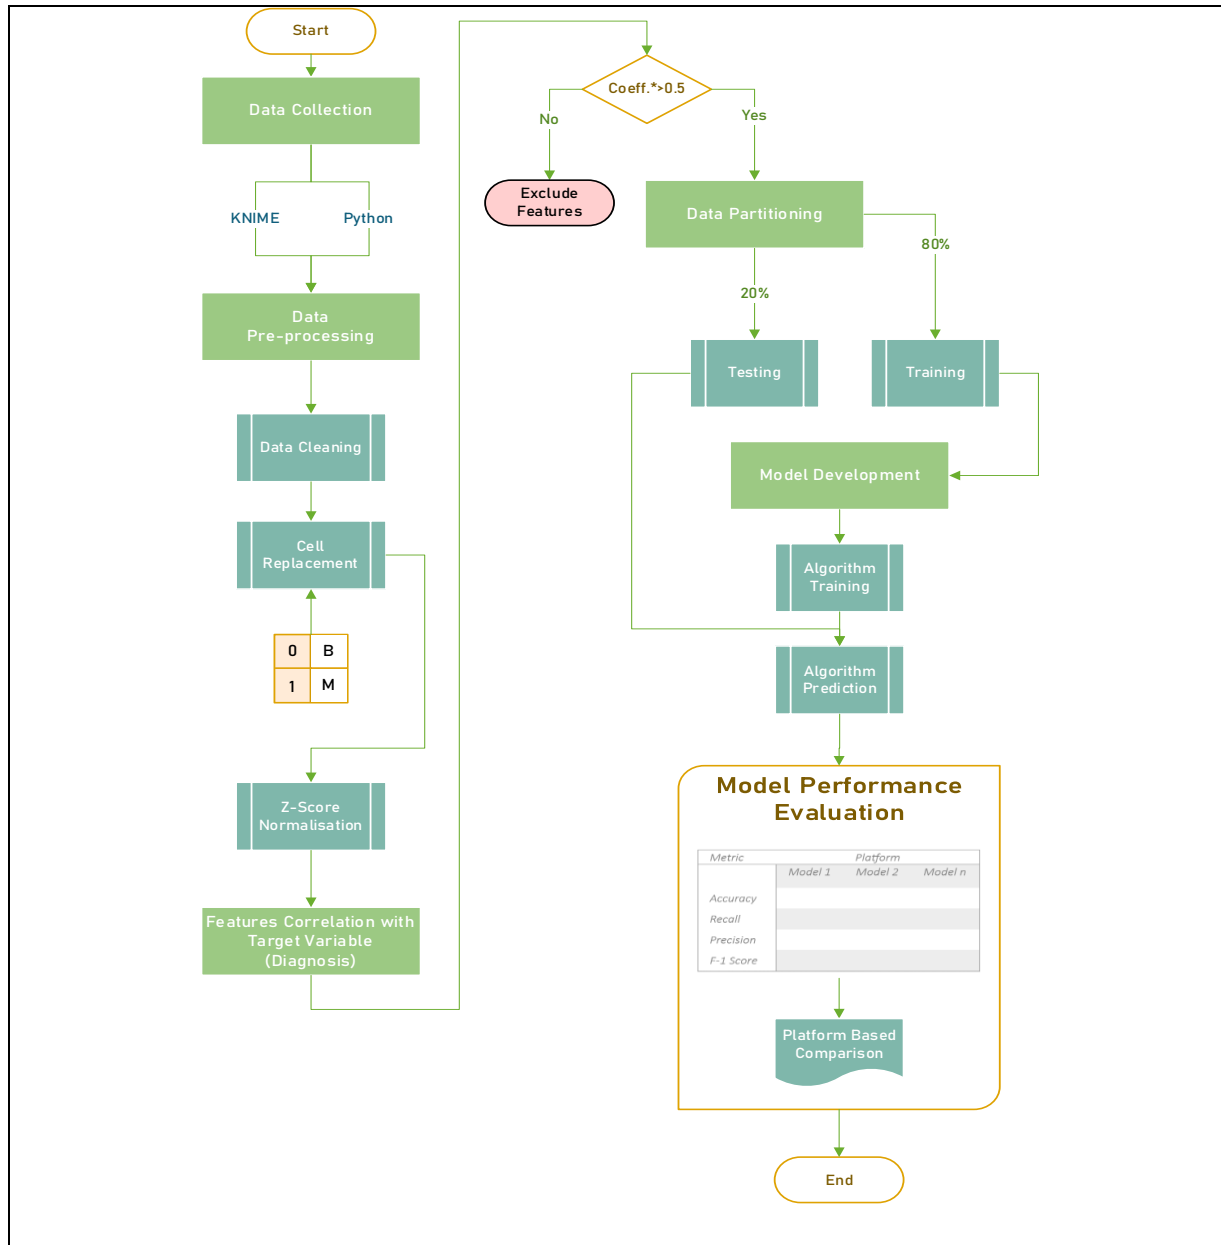 Start
Data Collection
KNIME
Python
Data
Pre-processing
Data Cleaning
Cell
Replacement
0 B
1 M
Z-Score
Normalisation
Features Correlation with
Target Variable
(Diagnosis)
Coeff.*>0.5
No
Yes
Exclude
Features
Data Partitioning
80%
20%
Testing
Training
Model Development
Algorithm
Training
Algorithm
Prediction
Model Performance
Evaluation
Metric Platform
Model 1 Model 2 Model n
Accuracy
Recall
Precision
F-1 Score
Platform Based
Comparison
End